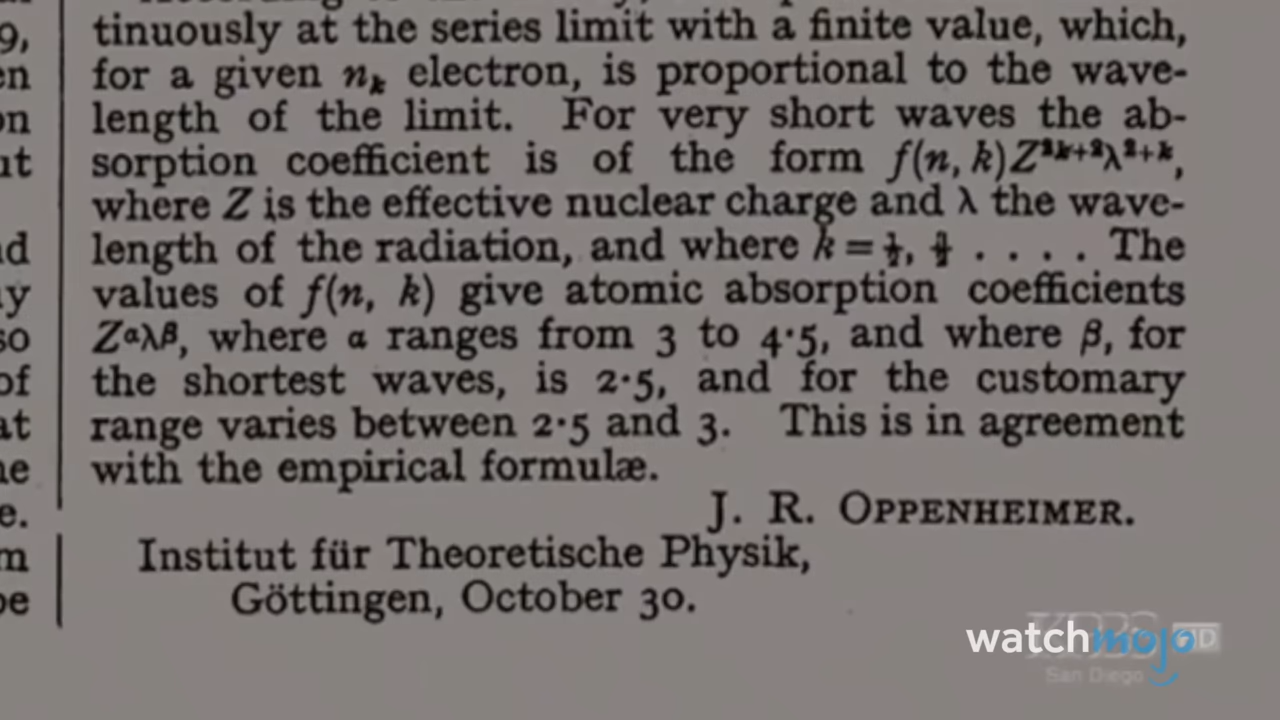 tinuously at the series limit with a finite value, which,
for a given nₖ electron, is proportional to the wave-
length of the limit. For very short waves the ab-
sorption coefficient is of the form f(n, k)Z²ᵏ⁺²λ²⁺ᵏ,
where Z is the effective nuclear charge and λ the wave-
length of the radiation, and where k = ½, . . . . The
values of f(n, k) give atomic absorption coefficients
Zᵅλᵝ, where α ranges from 3 to 4·5, and where β, for
the shortest waves, is 2·5, and for the customary
range varies between 2·5 and 3. This is in agreement
with the empirical formulæ.
J. R. OPPENHEIMER.
Institut für Theoretische Physik,
Göttingen, October 30.
watchmojo
HD
San Diego